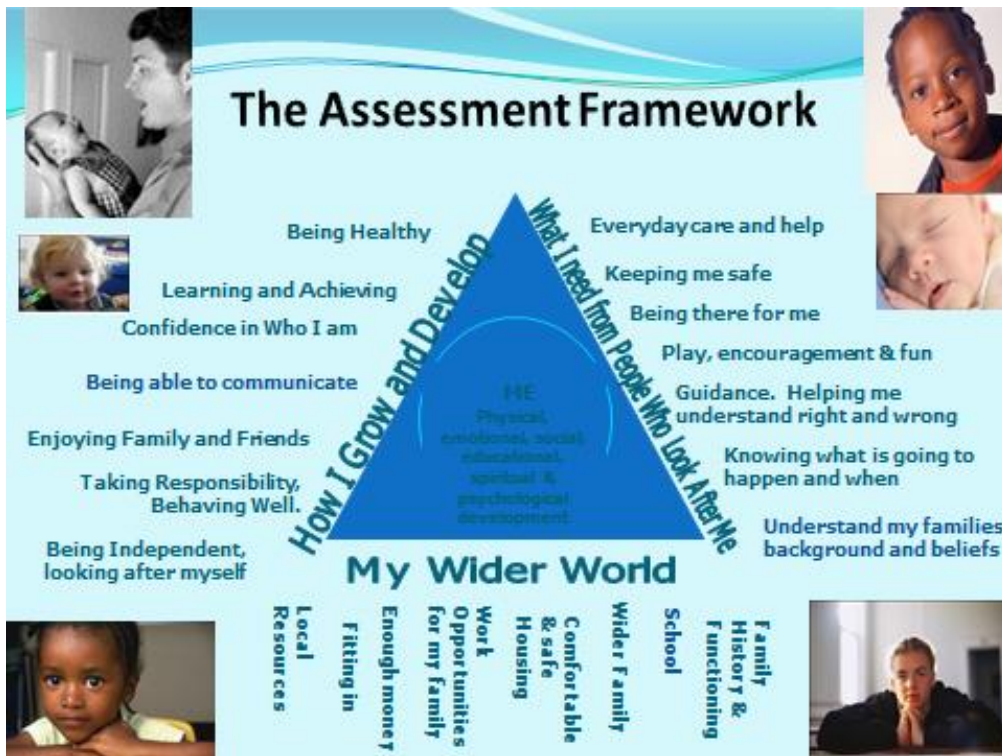 The Assessment Framework
Being Healthy
Learning and Achieving
Confidence in Who I am
Being able to communicate
Enjoying Family and Friends
Taking Responsibility,
Behaving Well.
Being Independent,
looking after myself
How I Grow and Develop
ME
Physical,
emotional, social,
educational,
spiritual &
psychological
development
What I need from People Who Look After Me
Everyday care and help
Keeping me safe
Being there for me
Play, encouragement & fun
Guidance. Helping me
understand right and wrong
Knowing what is going to
happen and when
Understand my families
background and beliefs
My Wider World
Local
Resources
Fitting in
Enough money
Work
Opportunities
for my family
Comfortable
& safe
Housing
Wider Family
School
Family
History &
Functioning